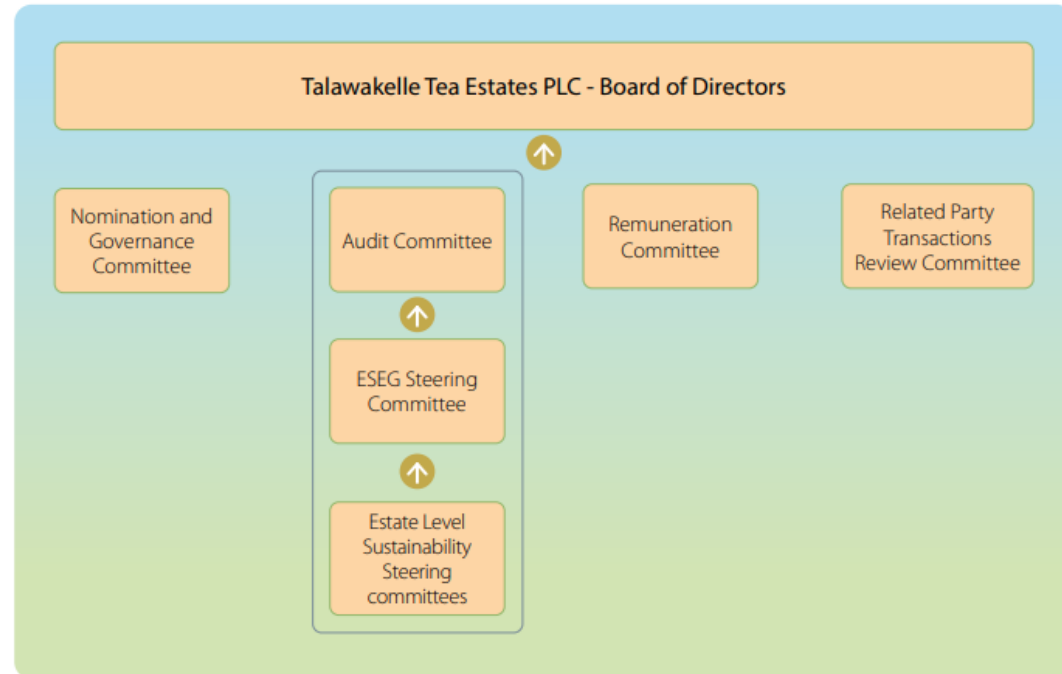 Talawakelle Tea Estates PLC - Board of Directors
Nomination and
Governance
Committee
Audit Committee
Remuneration
Committee
Related Party
Transactions
Review Committee
ESEG Steering
Committee
Estate Level
Sustainability
Steering
committees